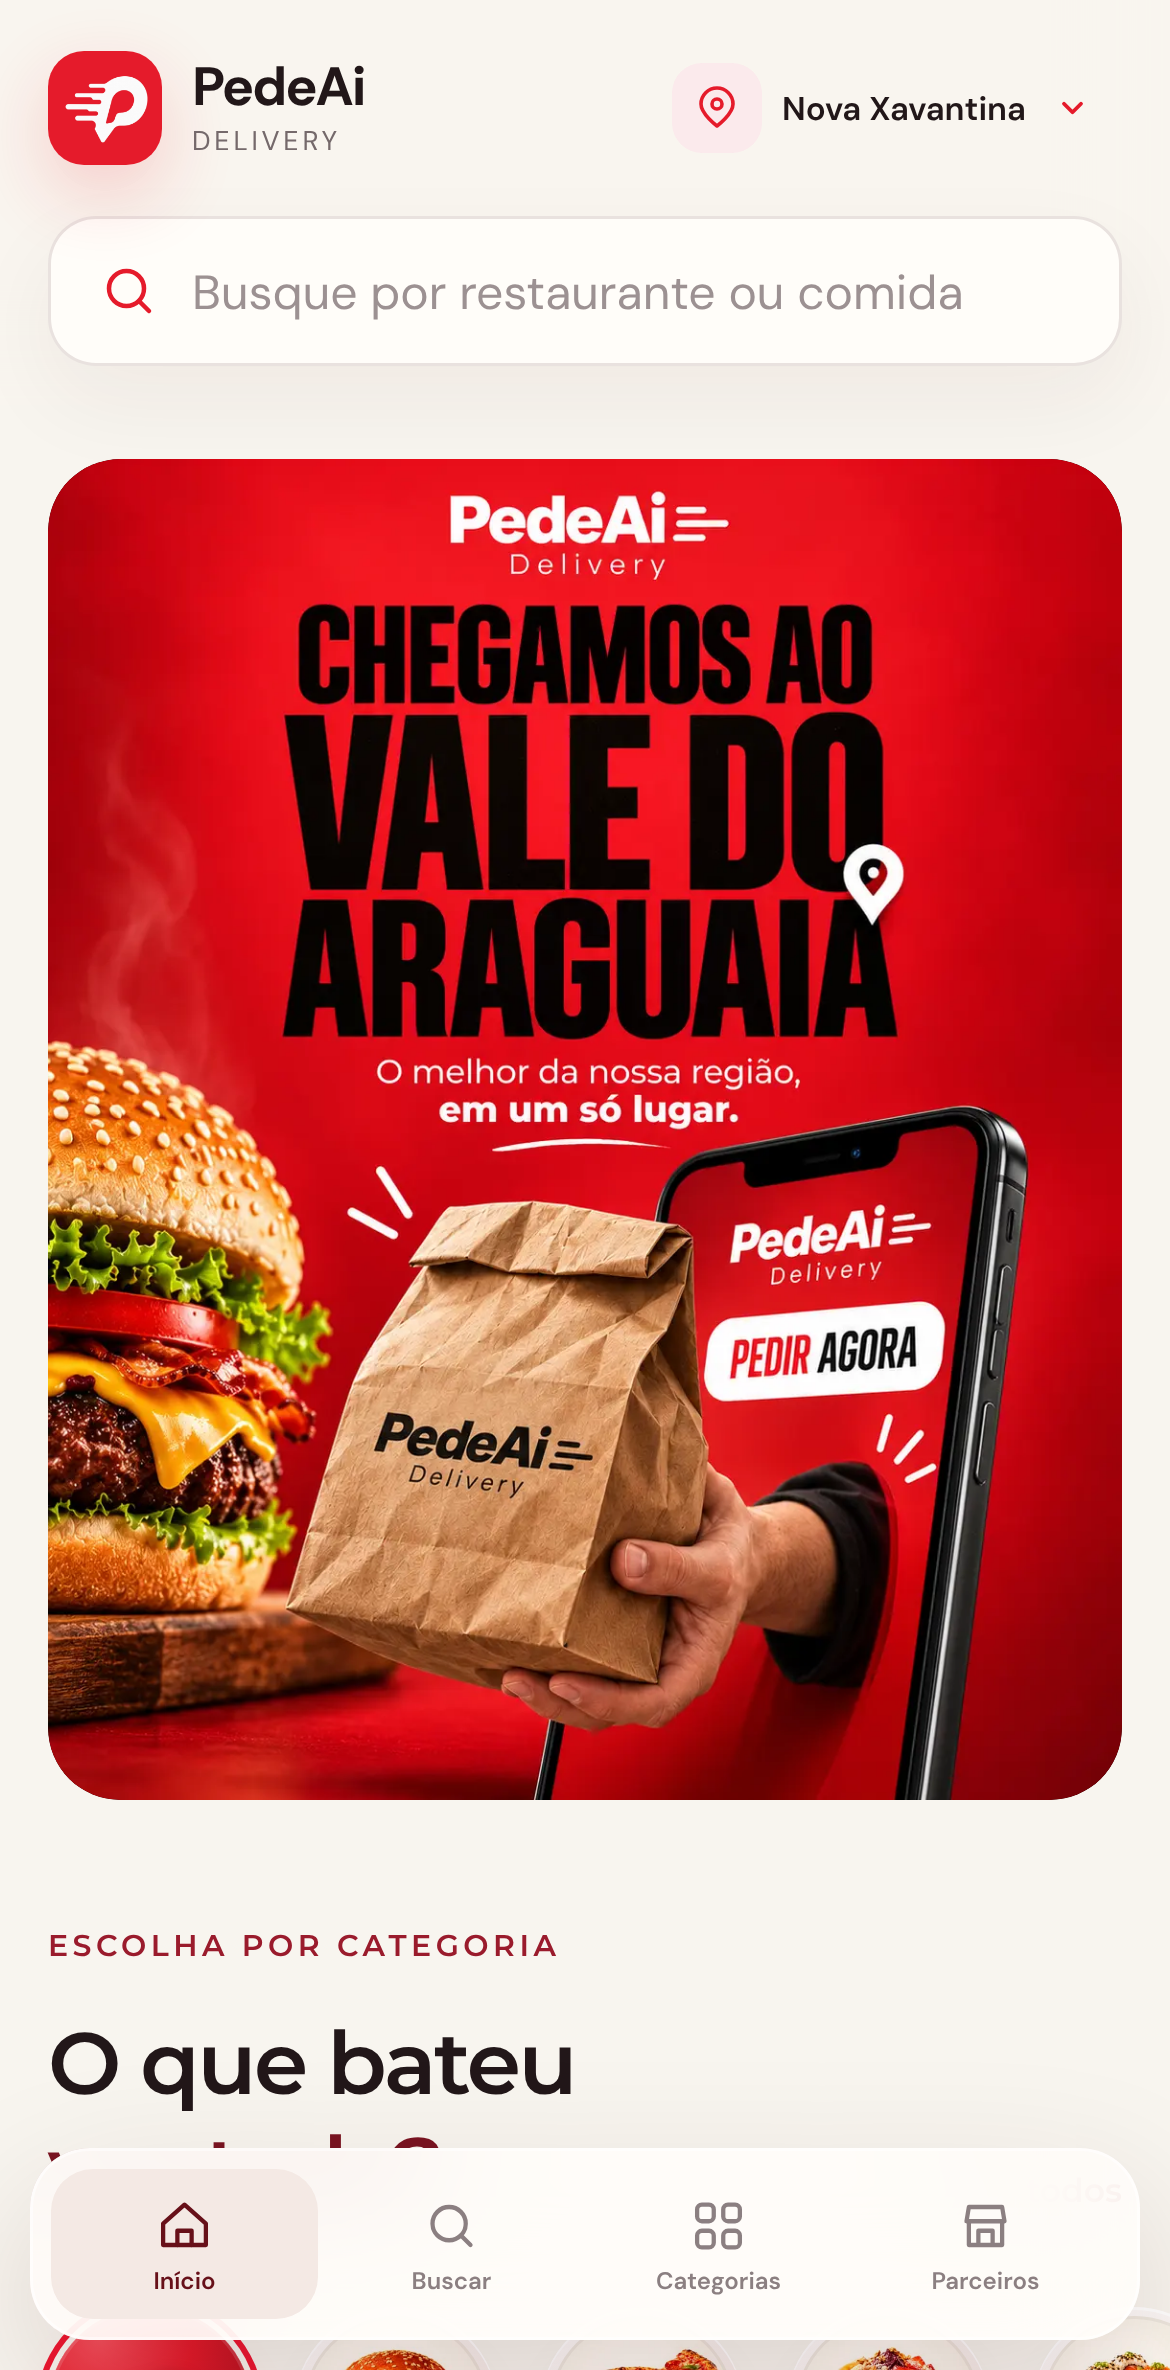 PedeAi
DELIVERY
Nova Xavantina
Busque por restaurante ou comida
PedeAi
Delivery
CHEGAMOS AO
VALE DO
ARAGUAIA
O melhor da nossa região,
em um só lugar.
PedeAi
Delivery
PEDIR AGORA
PedeAi
Delivery
ESCOLHA POR CATEGORIA
O que bateu
Início
Buscar
Categorias
Parceiros